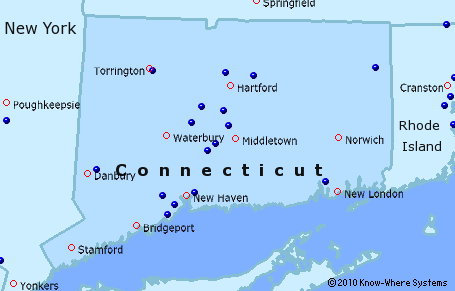 Springfield
New York
Torrington
Hartford
Cranston
Poughkeepsie
Waterbury
Middletown
Norwich
Rhode
Island
Danbury
Connecticut
New Haven
New London
Bridgeport
Stamford
Yonkers
©2010 Know-Where Systems